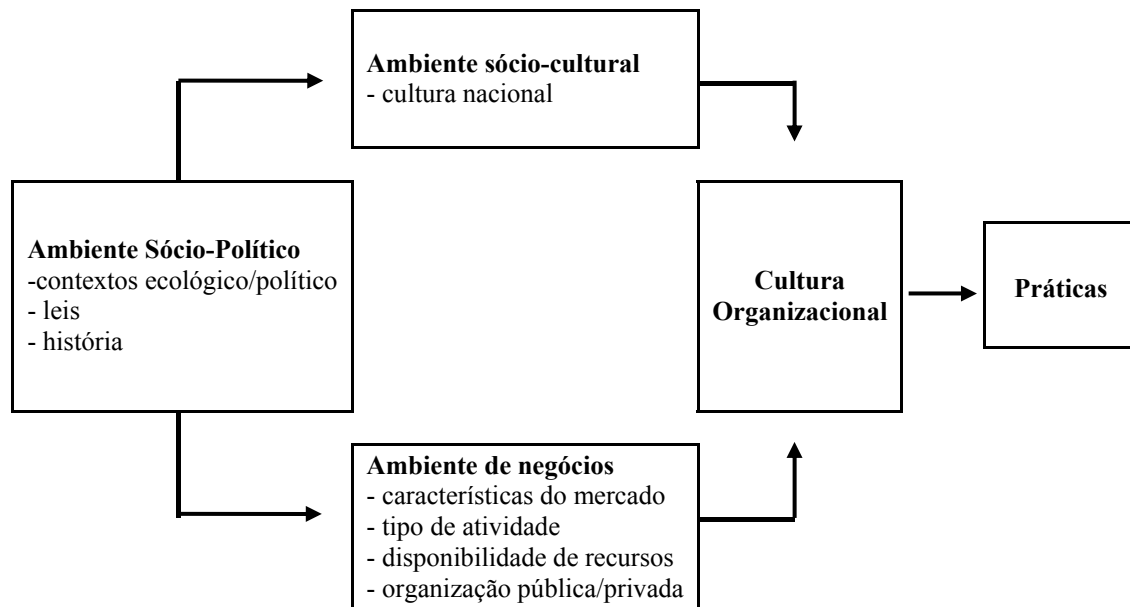 Ambiente sócio-cultural
- cultura nacional
Ambiente Sócio-Político
-contextos ecológico/político
- leis
- história
Cultura
Organizacional
Práticas
Ambiente de negócios
- características do mercado
- tipo de atividade
- disponibilidade de recursos
- organização pública/privada